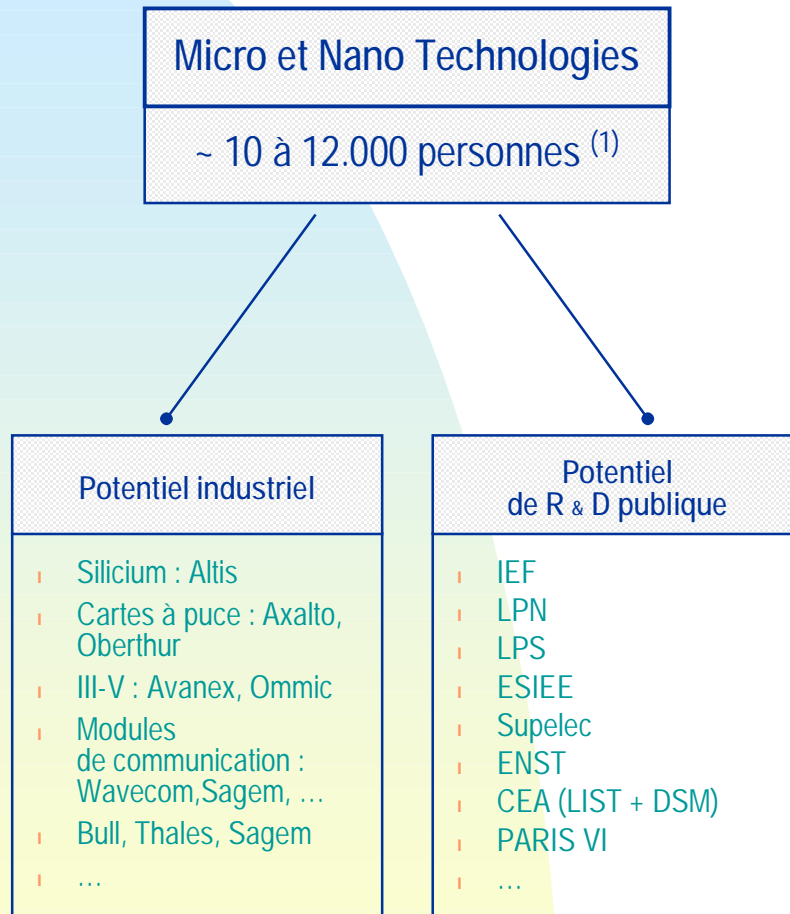 Micro et Nano Technologies
~ 10 à 12.000 personnes (1)
Potentiel industriel
Silicium : Altis
Cartes à puce : Axalto,
Oberthur
III-V : Avanex, Ommic
Modules
de communication :
Wavecom,Sagem, …
Bull, Thales, Sagem
…
Potentiel
de R & D publique
IEF
LPN
LPS
ESIEE
Supelec
ENST
CEA (LIST + DSM)
PARIS VI
…